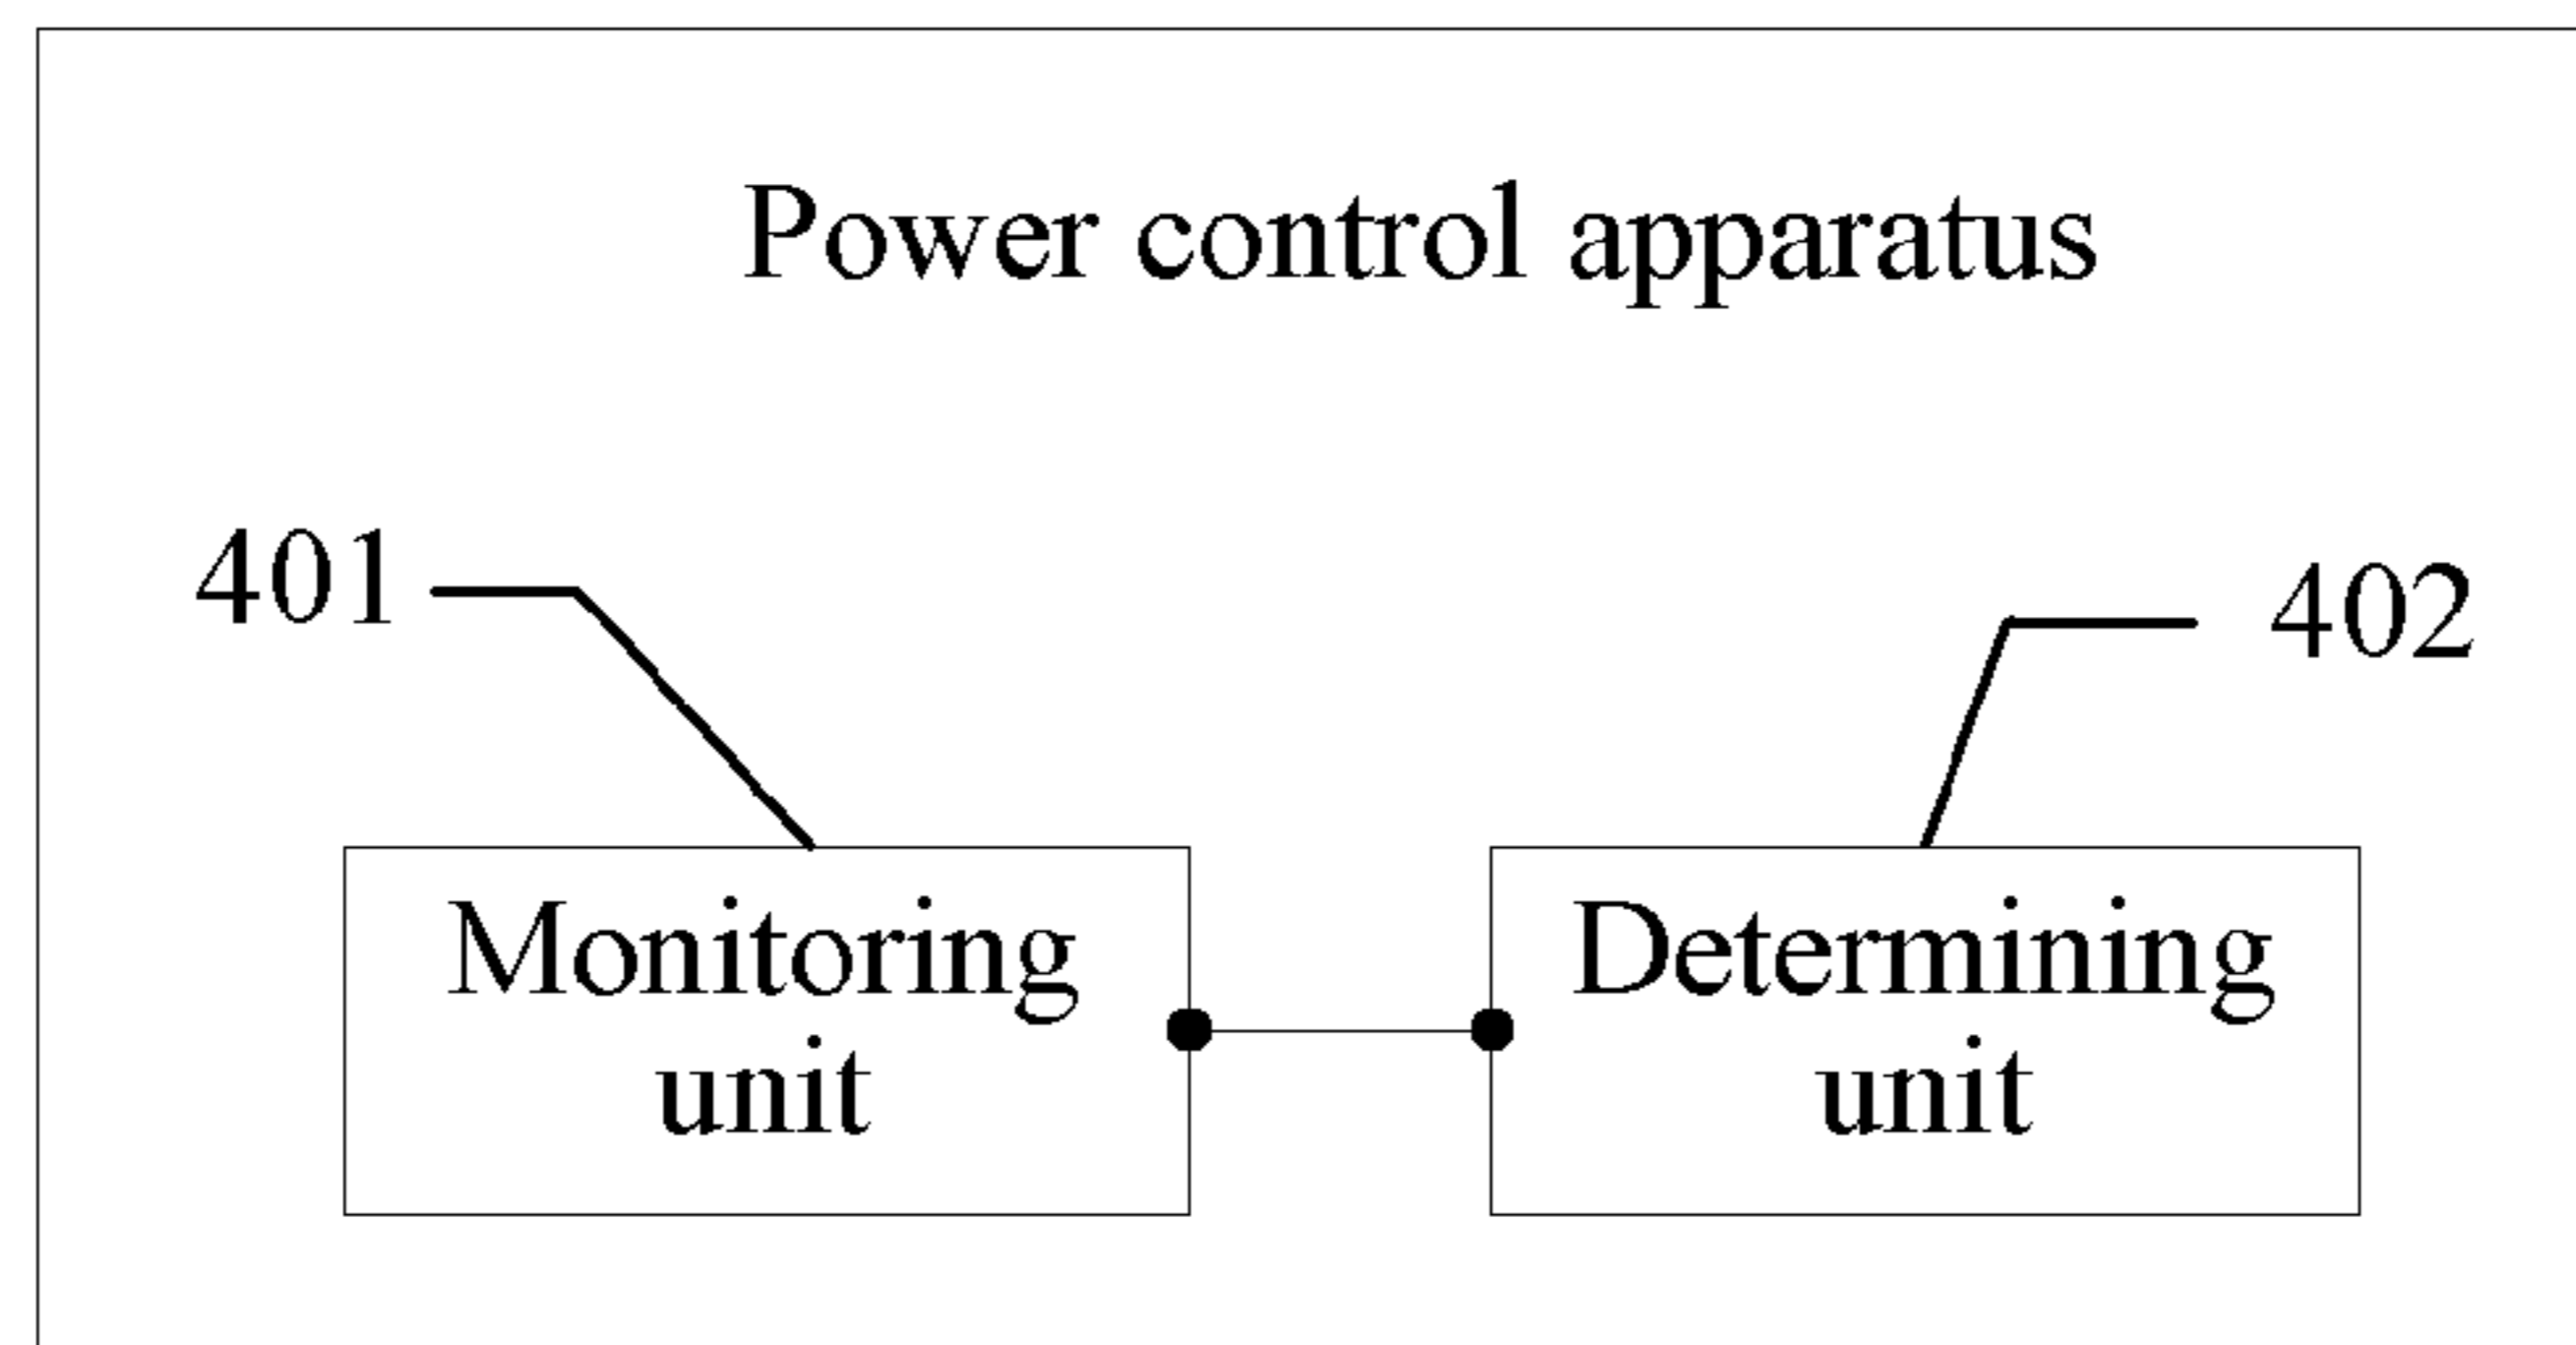 Power control apparatus
401
402
Monitoring
unit
Determining
unit